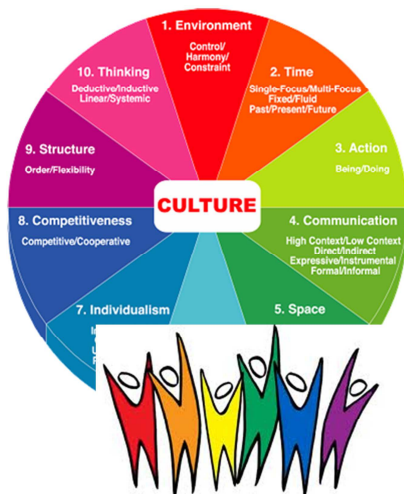 1. Environment
Control/
Harmony/
Constraint
2. Time
Single-Focus/Multi-Focus
Fixed/Fluid
Past/Present/Future
3. Action
Being/Doing
4. Communication
High Context/Low Context
Direct/Indirect
Expressive/Instrumental
Formal/Informal
5. Space
7. Individualism
8. Competitiveness
Competitive/Cooperative
9. Structure
Order/Flexibility
10. Thinking
Deductive/Inductive
Linear/Systemic
CULTURE